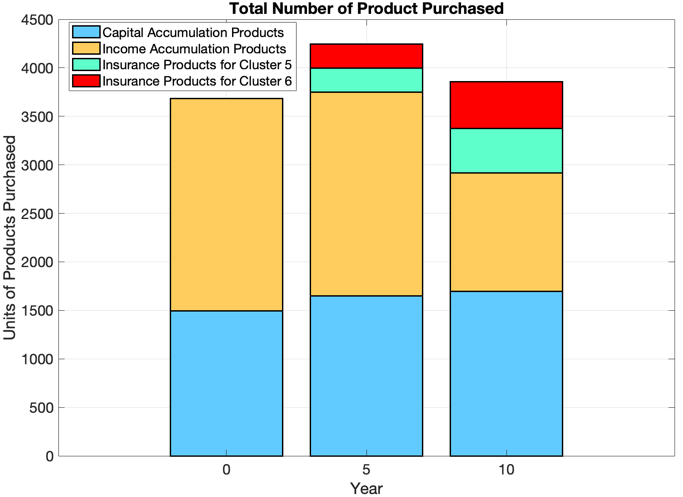 Total Number of Product Purchased
Capital Accumulation Products
Income Accumulation Products
Insurance Products for Cluster 5
Insurance Products for Cluster 6
Units of Products Purchased
4500
4000
3500
3000
2500
2000
1500
1000
500
0
0 5 10
Year